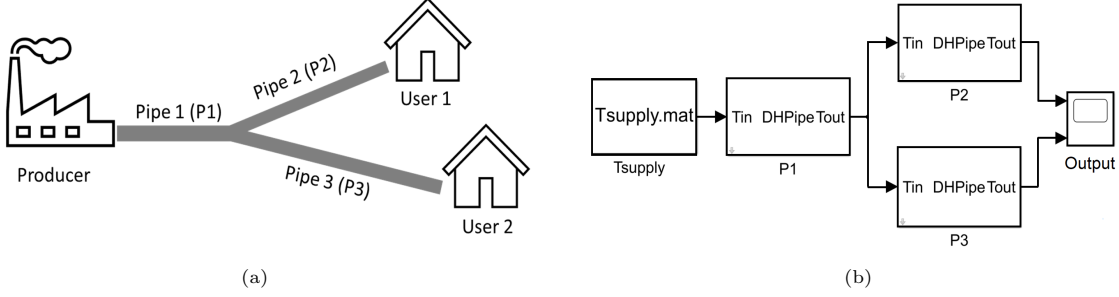 Pipe 1 (P1)
Pipe 2 (P2)
Pipe 3 (P3)
Producer
User 1
User 2
(a)
Tsupply.mat
Tsupply
Tin DHPipe Tout
P1
Tin DHPipe Tout
P2
Tin DHPipe Tout
P3
Output
(b)